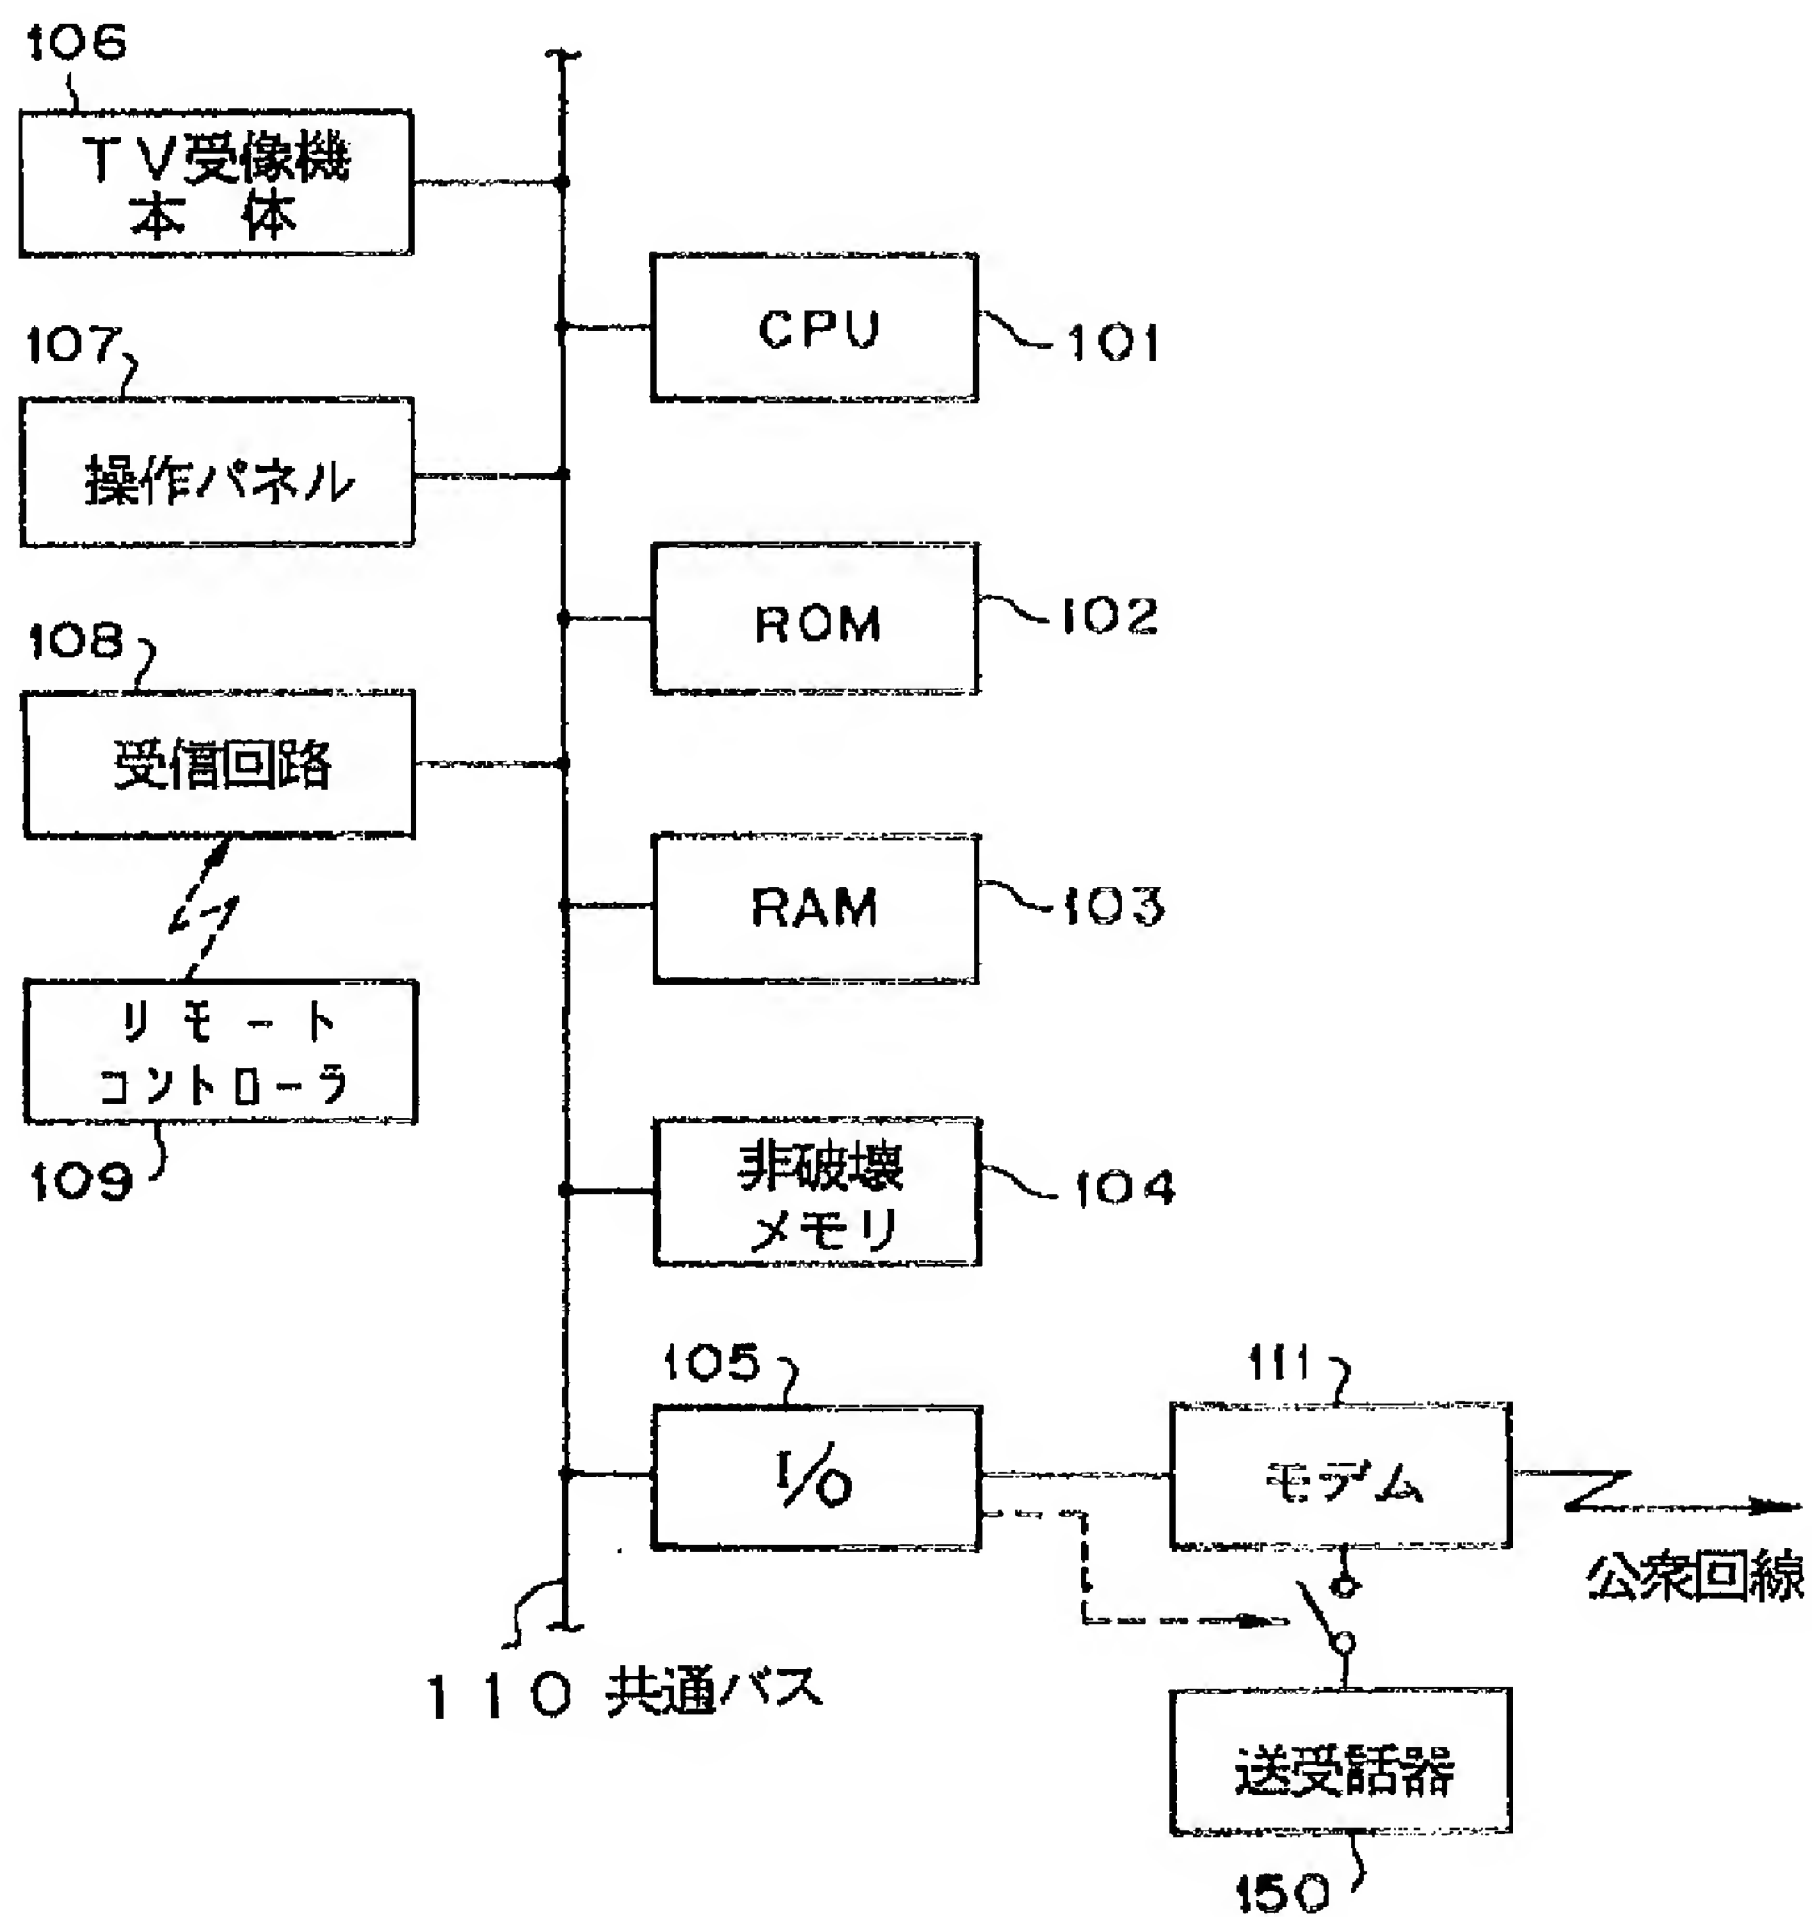 106
TV受像機
本 体
CPU
101
107
操作パネル
ROM
102
108
受信回路
RAM
103
リモート
コントローラ
109
非破壊
メモリ
104
105
I/O
111
モデム
公衆回線
110 共通バス
送受話器
150